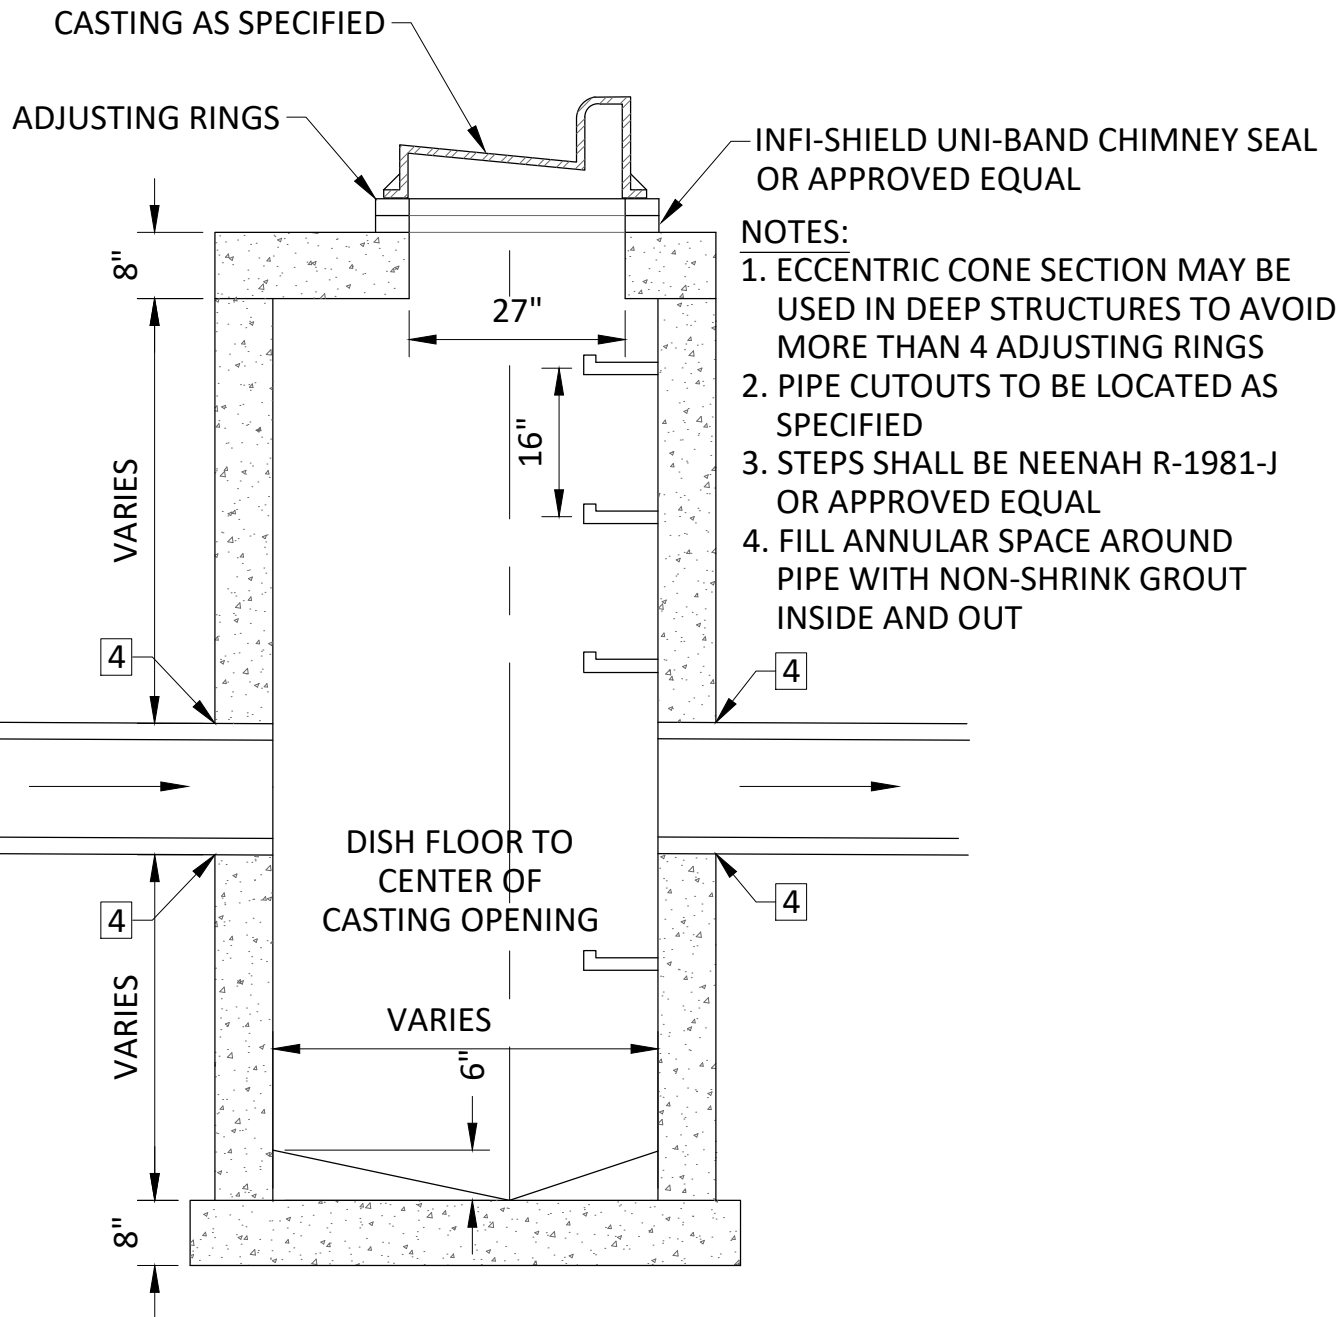 CASTING AS SPECIFIED
ADJUSTING RINGS
INFI-SHIELD UNI-BAND CHIMNEY SEAL
OR APPROVED EQUAL
NOTES:
1. ECCENTRIC CONE SECTION MAY BE
USED IN DEEP STRUCTURES TO AVOID
MORE THAN 4 ADJUSTING RINGS
2. PIPE CUTOUTS TO BE LOCATED AS
SPECIFIED
3. STEPS SHALL BE NEENAH R-1981-J
OR APPROVED EQUAL
4. FILL ANNULAR SPACE AROUND
PIPE WITH NON-SHRINK GROUT
INSIDE AND OUT
8"
27"
16"
VARIES
4
4
DISH FLOOR TO
CENTER OF
CASTING OPENING
4
4
VARIES
VARIES
6"
8"